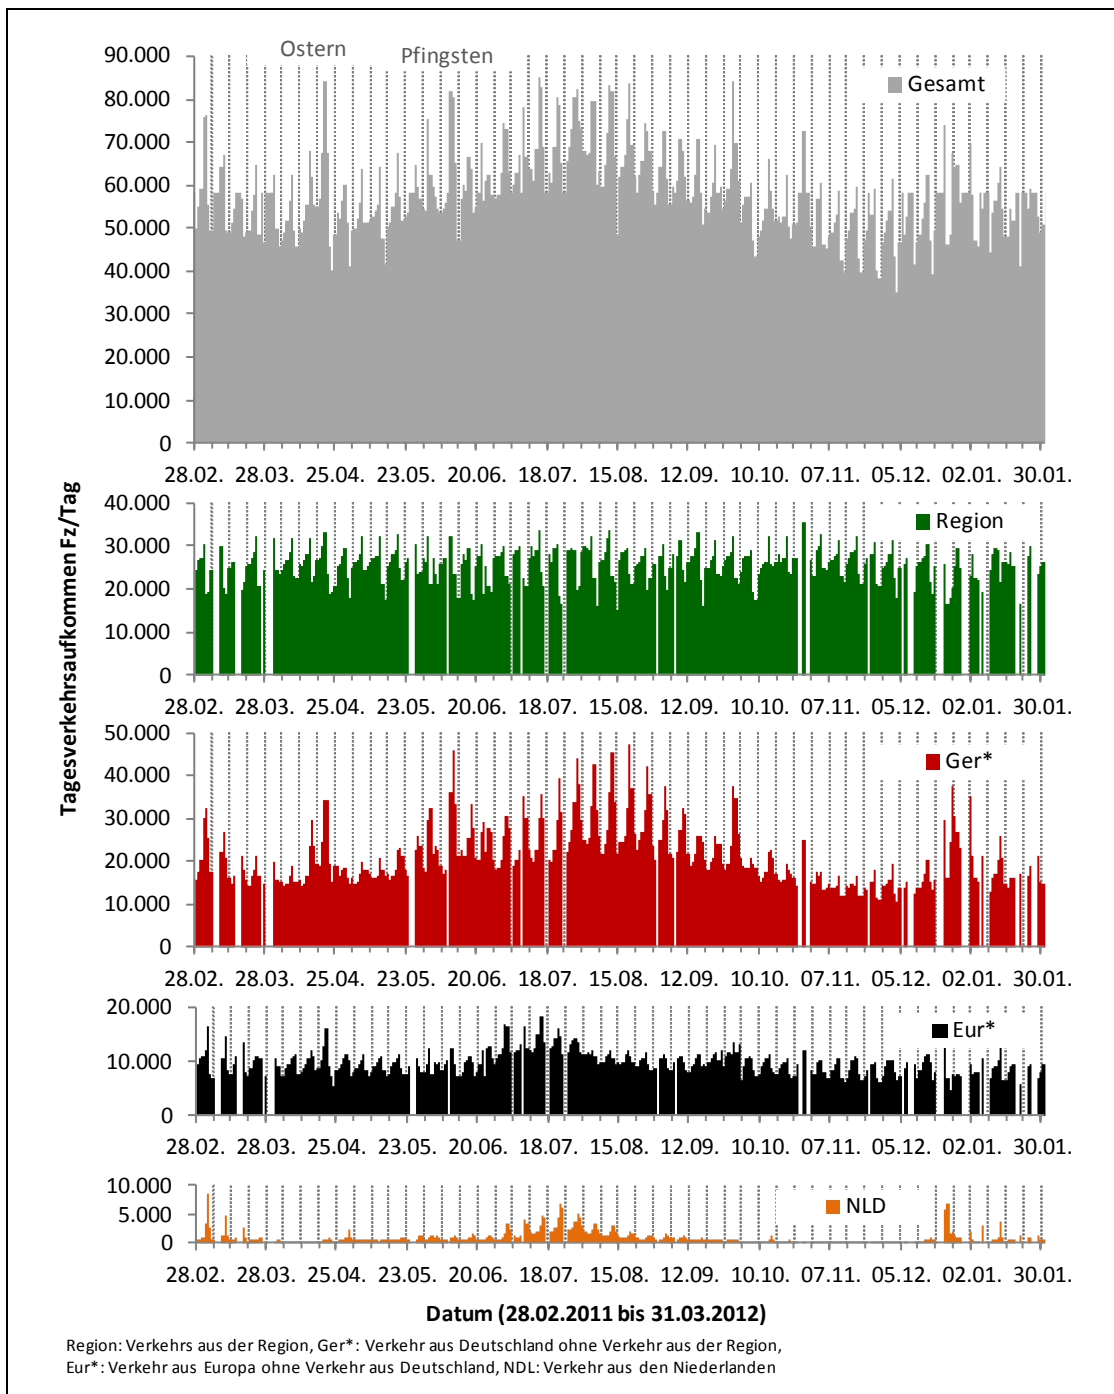 Ostern
Pfingsten
90.000
80.000
70.000
60.000
50.000
40.000
30.000
20.000
10.000
0
Gesamt
28.02. 28.03. 25.04. 23.05. 20.06. 18.07. 15.08. 12.09. 10.10. 07.11. 05.12. 02.01. 30.01.
Tagesverkehrsaufkommen Fz/Tag
40.000
30.000
20.000
10.000
0
Region
28.02. 28.03. 25.04. 23.05. 20.06. 18.07. 15.08. 12.09. 10.10. 07.11. 05.12. 02.01. 30.01.
50.000
40.000
30.000
20.000
10.000
0
Ger*
28.02. 28.03. 25.04. 23.05. 20.06. 18.07. 15.08. 12.09. 10.10. 07.11. 05.12. 02.01. 30.01.
20.000
10.000
0
Eur*
28.02. 28.03. 25.04. 23.05. 20.06. 18.07. 15.08. 12.09. 10.10. 07.11. 05.12. 02.01. 30.01.
10.000
5.000
0
NLD
28.02. 28.03. 25.04. 23.05. 20.06. 18.07. 15.08. 12.09. 10.10. 07.11. 05.12. 02.01. 30.01.
Datum (28.02.2011 bis 31.03.2012)
Region: Verkehrs aus der Region, Ger*: Verkehr aus Deutschland ohne Verkehr aus der Region,
Eur*: Verkehr aus Europa ohne Verkehr aus Deutschland, NDL: Verkehr aus den Niederlanden